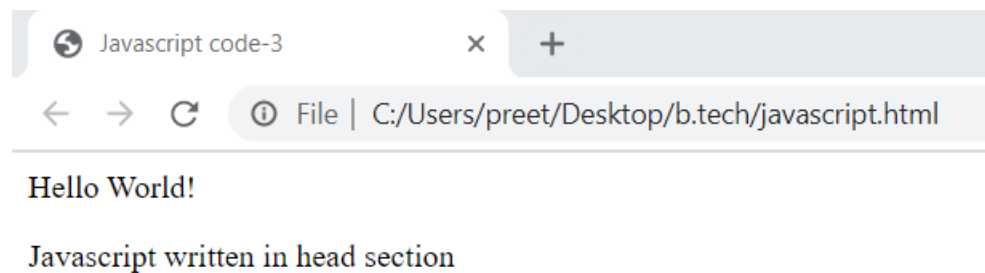 Javascript code-3
File | C:/Users/preet/Desktop/b.tech/javascript.html
Hello World!
Javascript written in head section